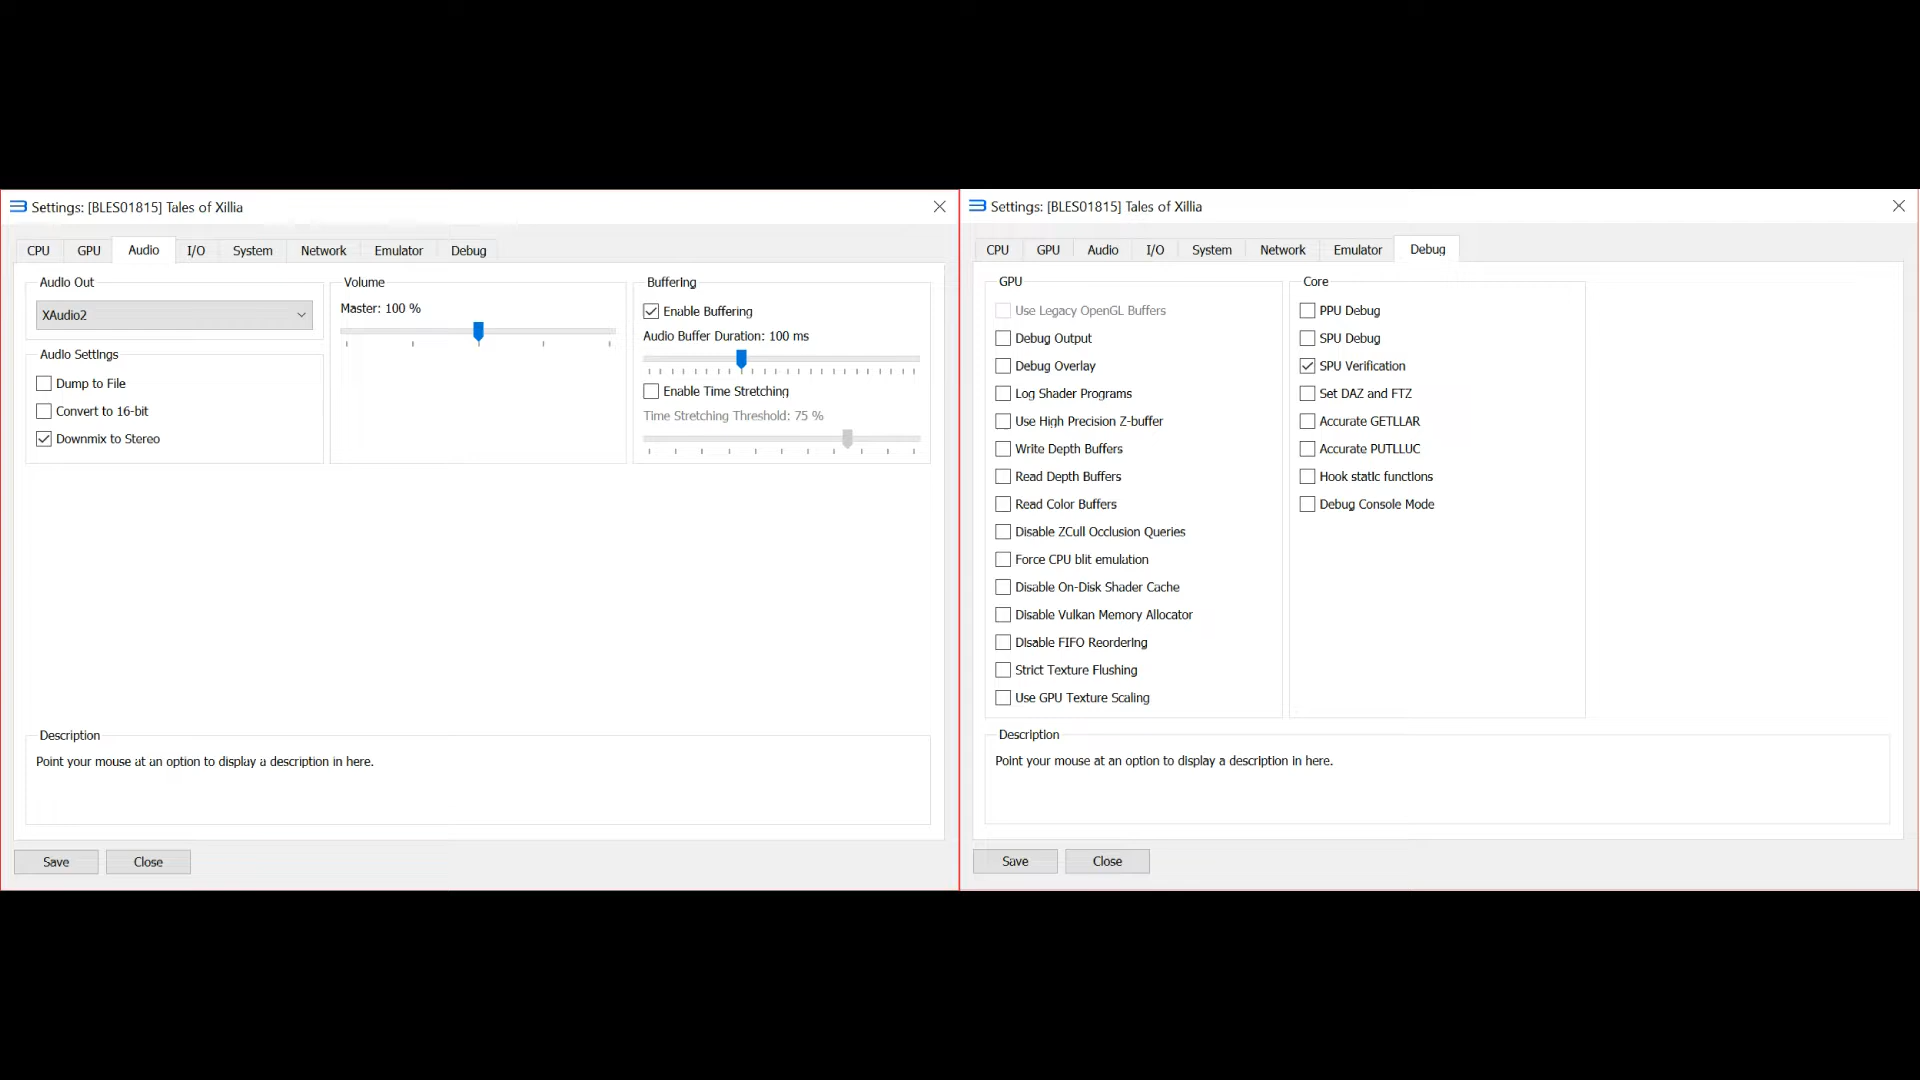 Settings: [BLES01815] Tales of Xillia
CPU GPU Audio I/O System Network Emulator Debug
Audio Out
XAudio2
Audio Settings
Dump to File
Convert to 16-bit
Downmix to Stereo
Volume
Master: 100 %
Buffering
Enable Buffering
Audio Buffer Duration: 100 ms
Enable Time Stretching
Time Stretching Threshold: 75 %
Description
Point your mouse at an option to display a description in here.
Save Close
Settings: [BLES01815] Tales of Xillia
CPU GPU Audio I/O System Network Emulator Debug
GPU
Use Legacy OpenGL Buffers
Debug Output
Debug Overlay
Log Shader Programs
Use High Precision Z-buffer
Write Depth Buffers
Read Depth Buffers
Read Color Buffers
Disable ZCull Occlusion Queries
Force CPU blit emulation
Disable On-Disk Shader Cache
Disable Vulkan Memory Allocator
Disable FIFO Reordering
Strict Texture Flushing
Use GPU Texture Scaling
Core
PPU Debug
SPU Debug
SPU Verification
Set DAZ and FTZ
Accurate GETLLAR
Accurate PUTLLUC
Hook static functions
Debug Console Mode
Description
Point your mouse at an option to display a description in here.
Save Close